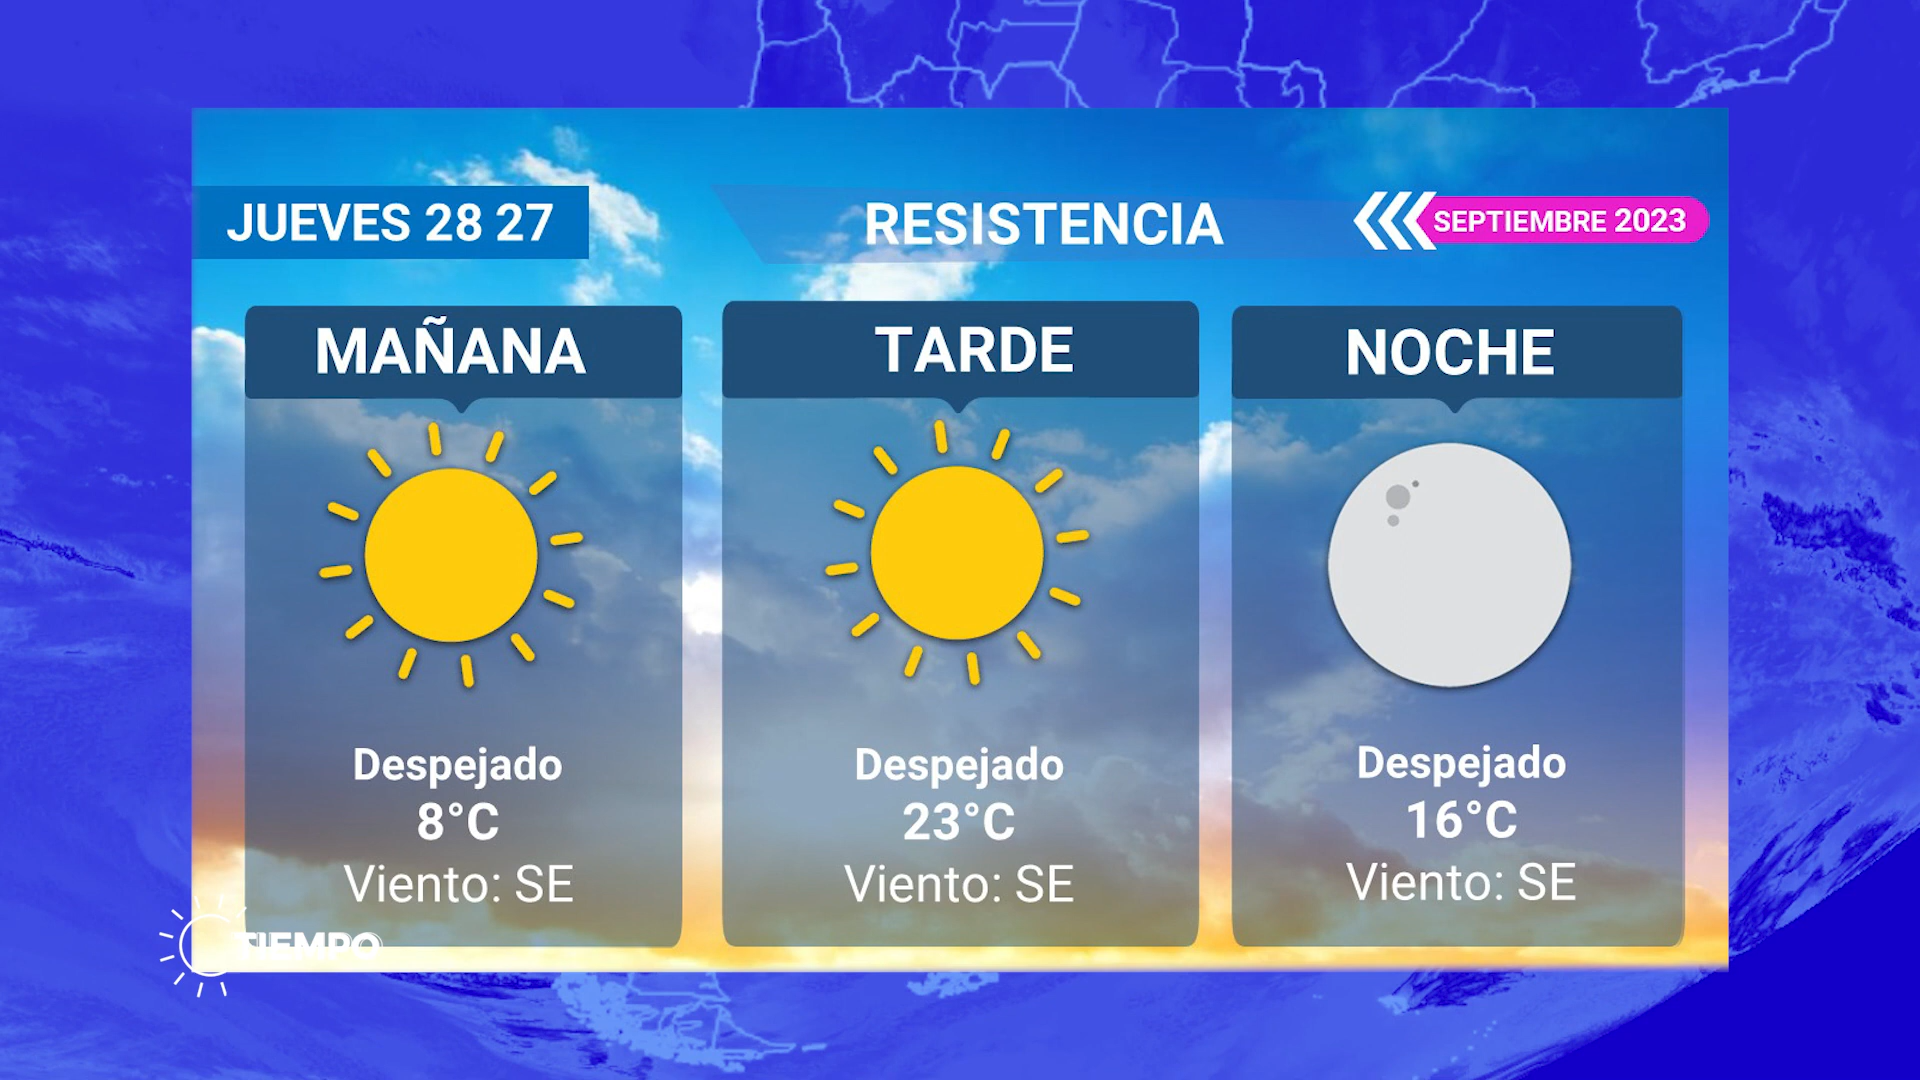 JUEVES 28 27
RESISTENCIA
SEPTIEMBRE 2023
MAÑANA
Despejado
8°C
Viento: SE
TARDE
Despejado
23°C
Viento: SE
NOCHE
Despejado
16°C
Viento: SE
TIEMPO